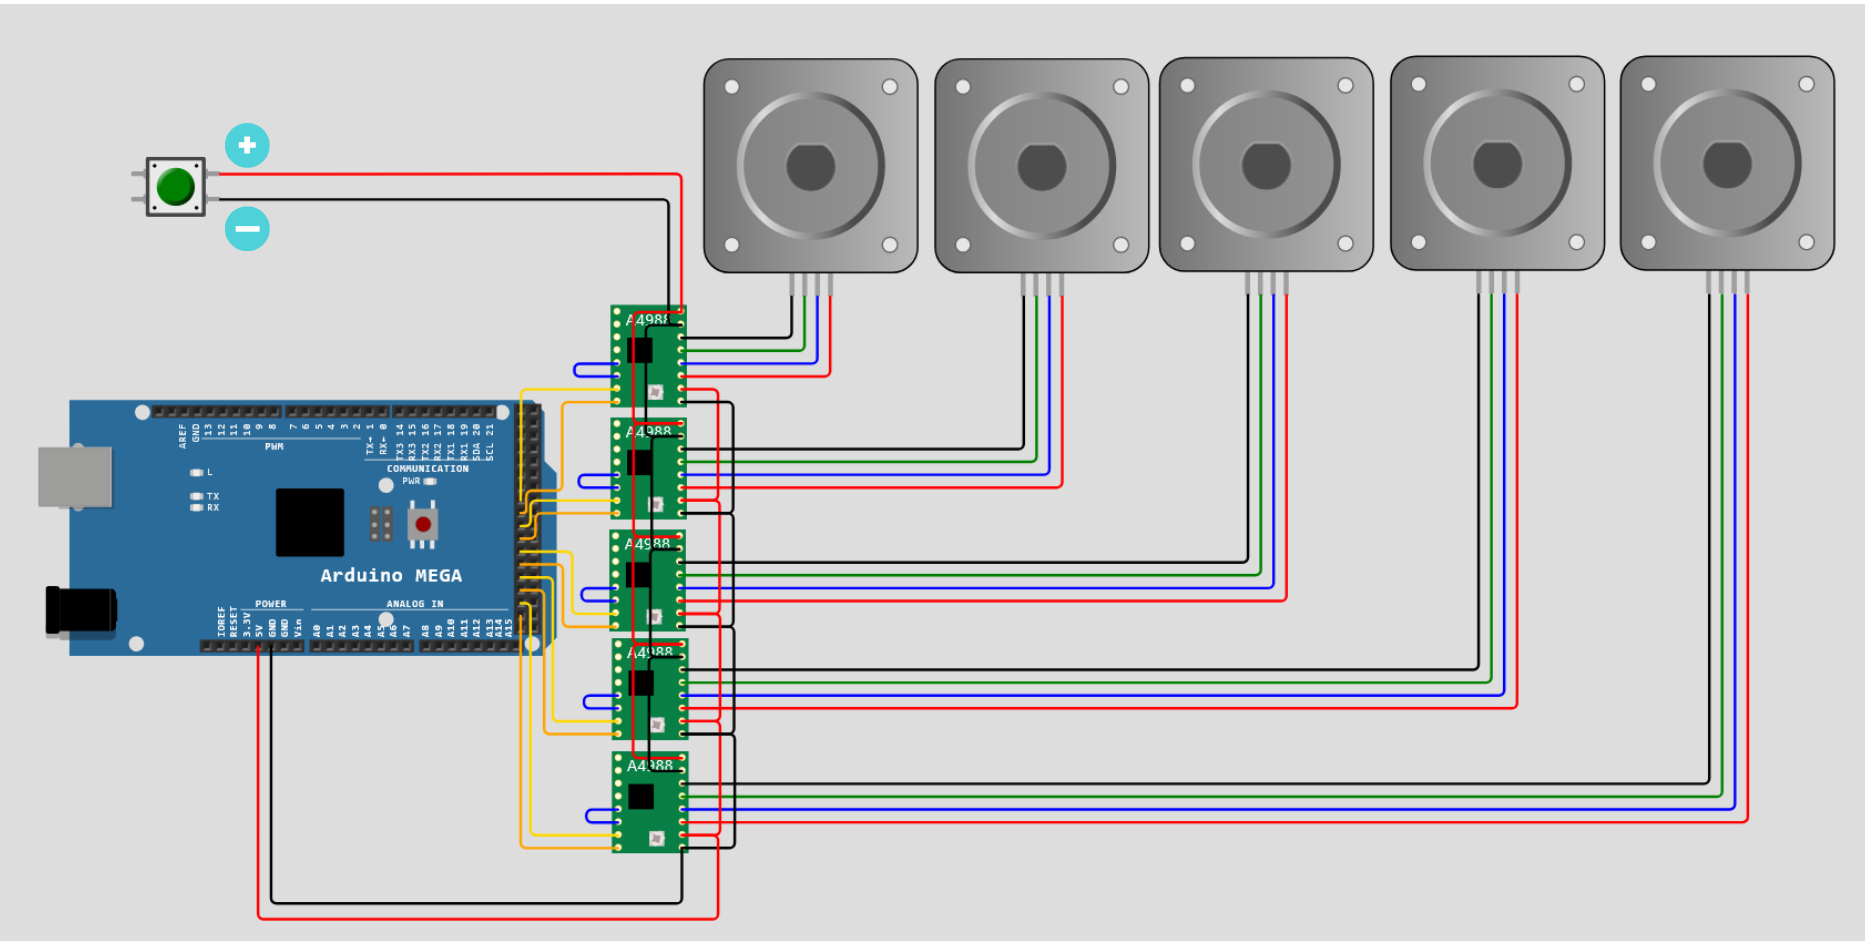 +
−
A4988
A4988
A4988
A4988
A4988
AREF
GND
13
12
11
10
9
8
7
6
5
4
3
2
TX→ 1
RX← 0
TX3 14
RX3 15
TX2 16
RX2 17
TX1 18
RX1 19
SDA 20
SCL 21
PWM
COMMUNICATION
PWR
L
TX
RX
Arduino MEGA
POWER
ANALOG IN
IOREF
RESET
3.3V
5V
GND
GND
Vin
A0
A1
A2
A3
A4
A5
A6
A7
A8
A9
A10
A11
A12
A13
A14
A15